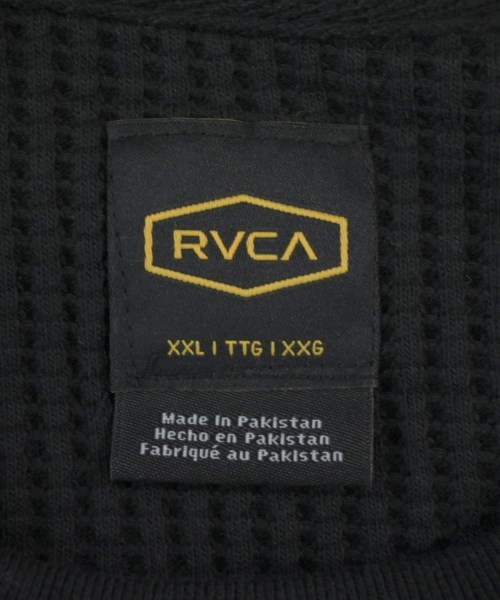 RVCA
XXL | TTG | XXG
Made in Pakistan
Hecho en Pakistan
Fabriqué au Pakistan